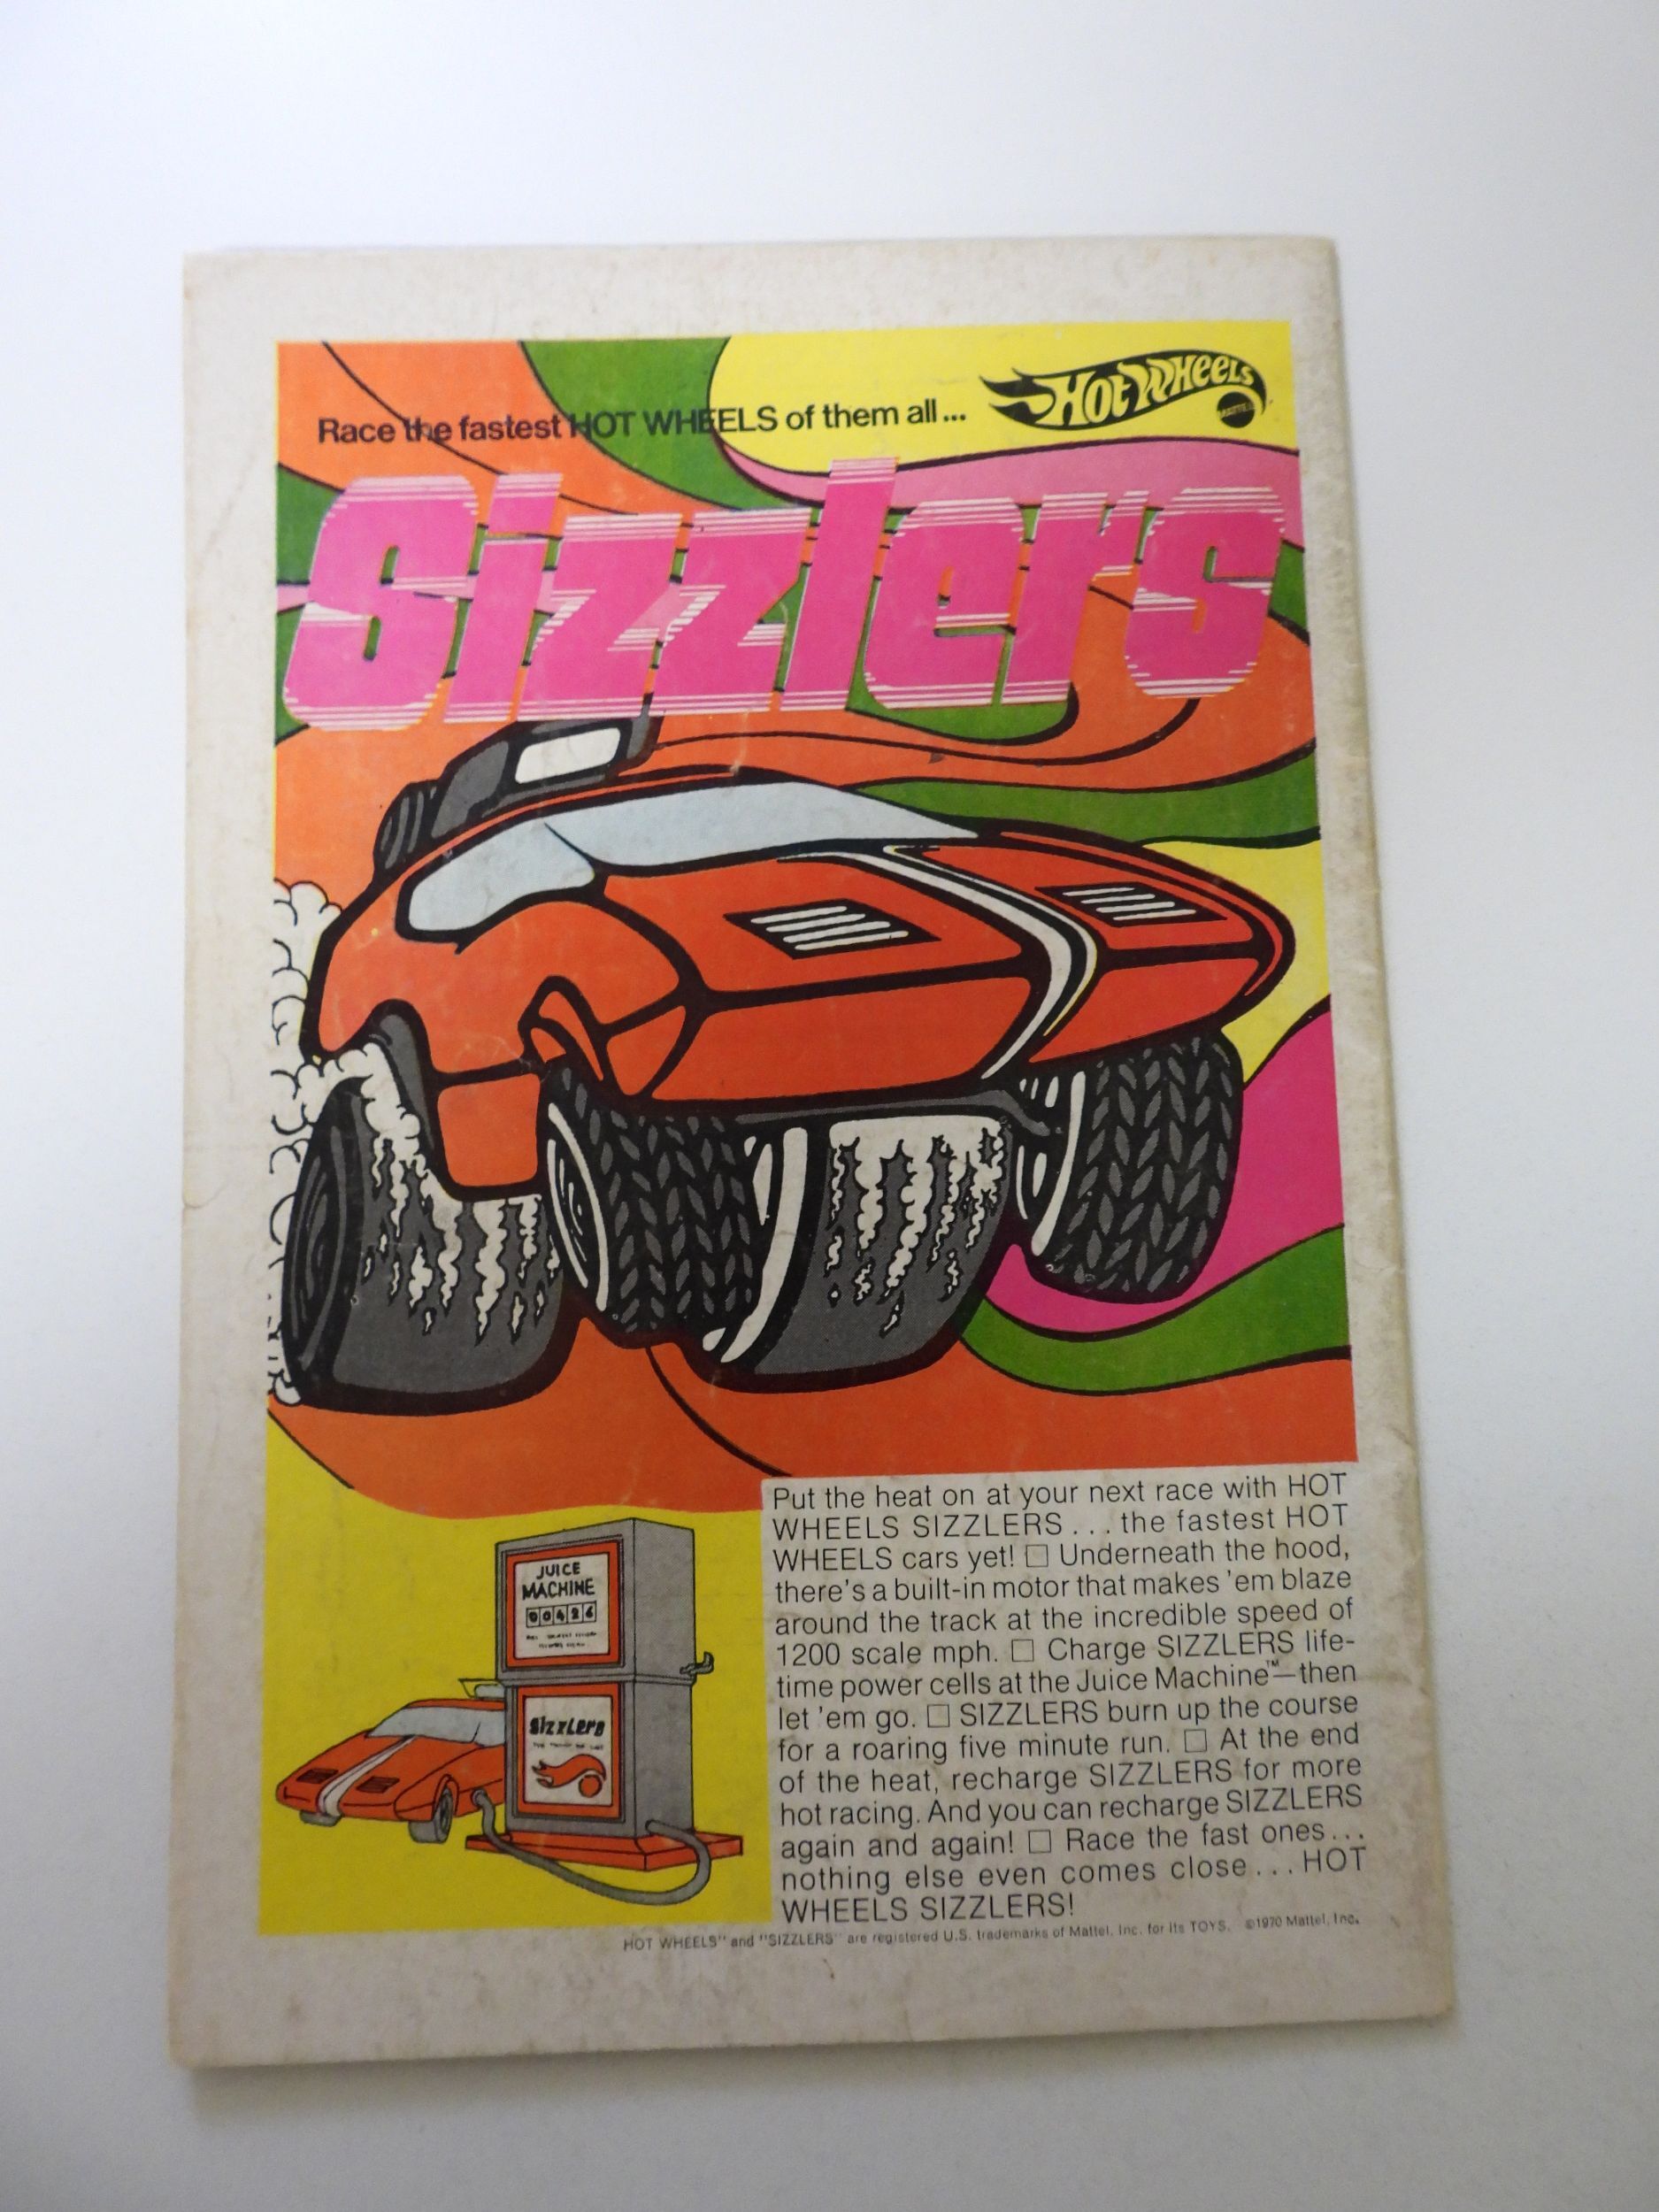 Race the fastest HOT WHEELS of them all...
Hot Wheels
MATTEL
Sizzlers
Put the heat on at your next race with HOT
WHEELS SIZZLERS... the fastest HOT
WHEELS cars yet! □ Underneath the hood,
there's a built-in motor that makes 'em blaze
around the track at the incredible speed of
1200 scale mph. □ Charge SIZZLERS life-
time power cells at the Juice Machine™—then
let 'em go. □ SIZZLERS burn up the course
for a roaring five minute run. □ At the end
of the heat, recharge SIZZLERS for more
hot racing. And you can recharge SIZZLERS
again and again! □ Race the fast ones...
nothing else even comes close... HOT
WHEELS SIZZLERS!
JUICE
MACHINE
00426
Sizzlers
HOT WHEELS" and "SIZZLERS" are registered U.S. trademarks of Mattel, Inc. for its TOYS. ©1970 Mattel, Inc.